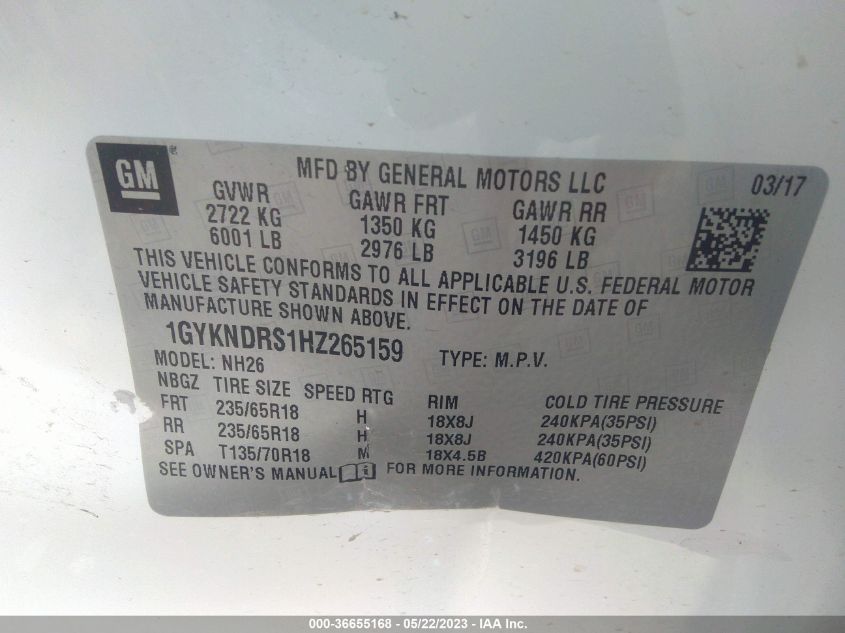 GM ®
MFD BY GENERAL MOTORS LLC 03/17
GVWR GAWR FRT GAWR RR
2722 KG 1350 KG 1450 KG
6001 LB 2976 LB 3196 LB
THIS VEHICLE CONFORMS TO ALL APPLICABLE U.S. FEDERAL MOTOR
VEHICLE SAFETY STANDARDS IN EFFECT ON THE DATE OF
MANUFACTURE SHOWN ABOVE.
1GYKNDRS1HZ265159 TYPE: M.P.V.
MODEL: NH26
NBGZ TIRE SIZE SPEED RTG RIM COLD TIRE PRESSURE
FRT 235/65R18 H 18X8J 240KPA(35PSI)
RR 235/65R18 H 18X8J 240KPA(35PSI)
SPA T135/70R18 M 18X4.5B 420KPA(60PSI)
SEE OWNER'S MANUAL FOR MORE INFORMATION.
000-36655168 - 05/22/2023 - IAA Inc.